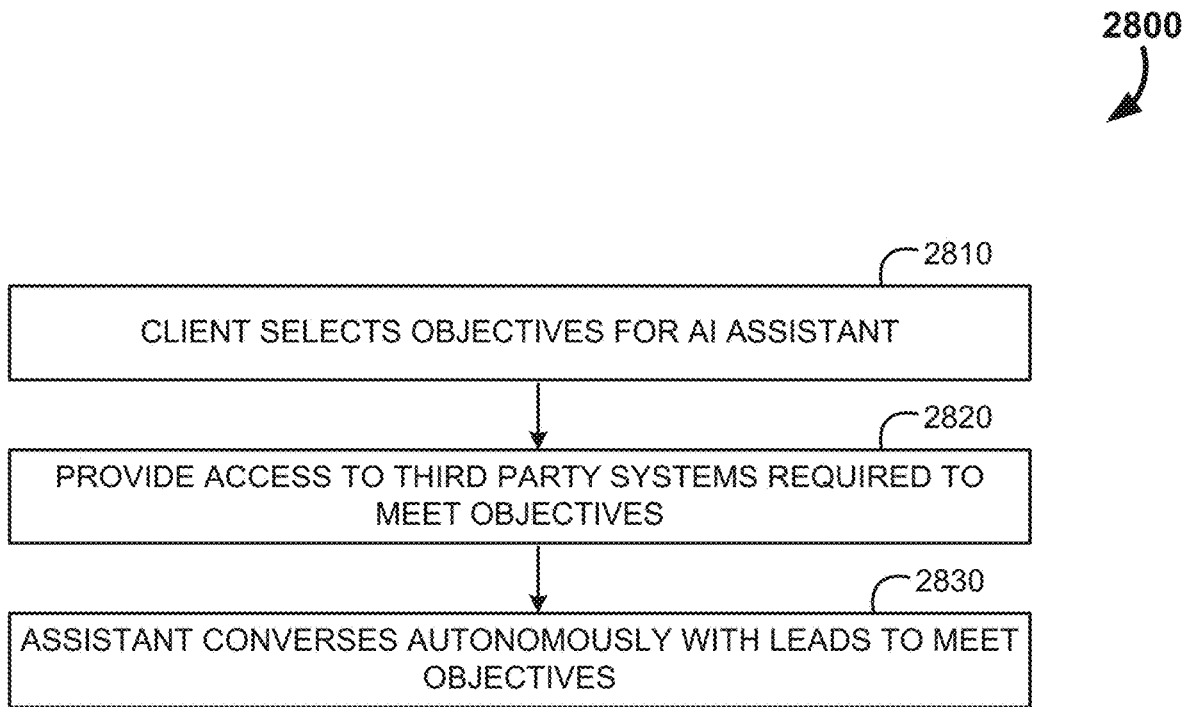 2800
2810
CLIENT SELECTS OBJECTIVES FOR AI ASSISTANT
2820
PROVIDE ACCESS TO THIRD PARTY SYSTEMS REQUIRED TO
MEET OBJECTIVES
2830
ASSISTANT CONVERSES AUTONOMOUSLY WITH LEADS TO MEET
OBJECTIVES